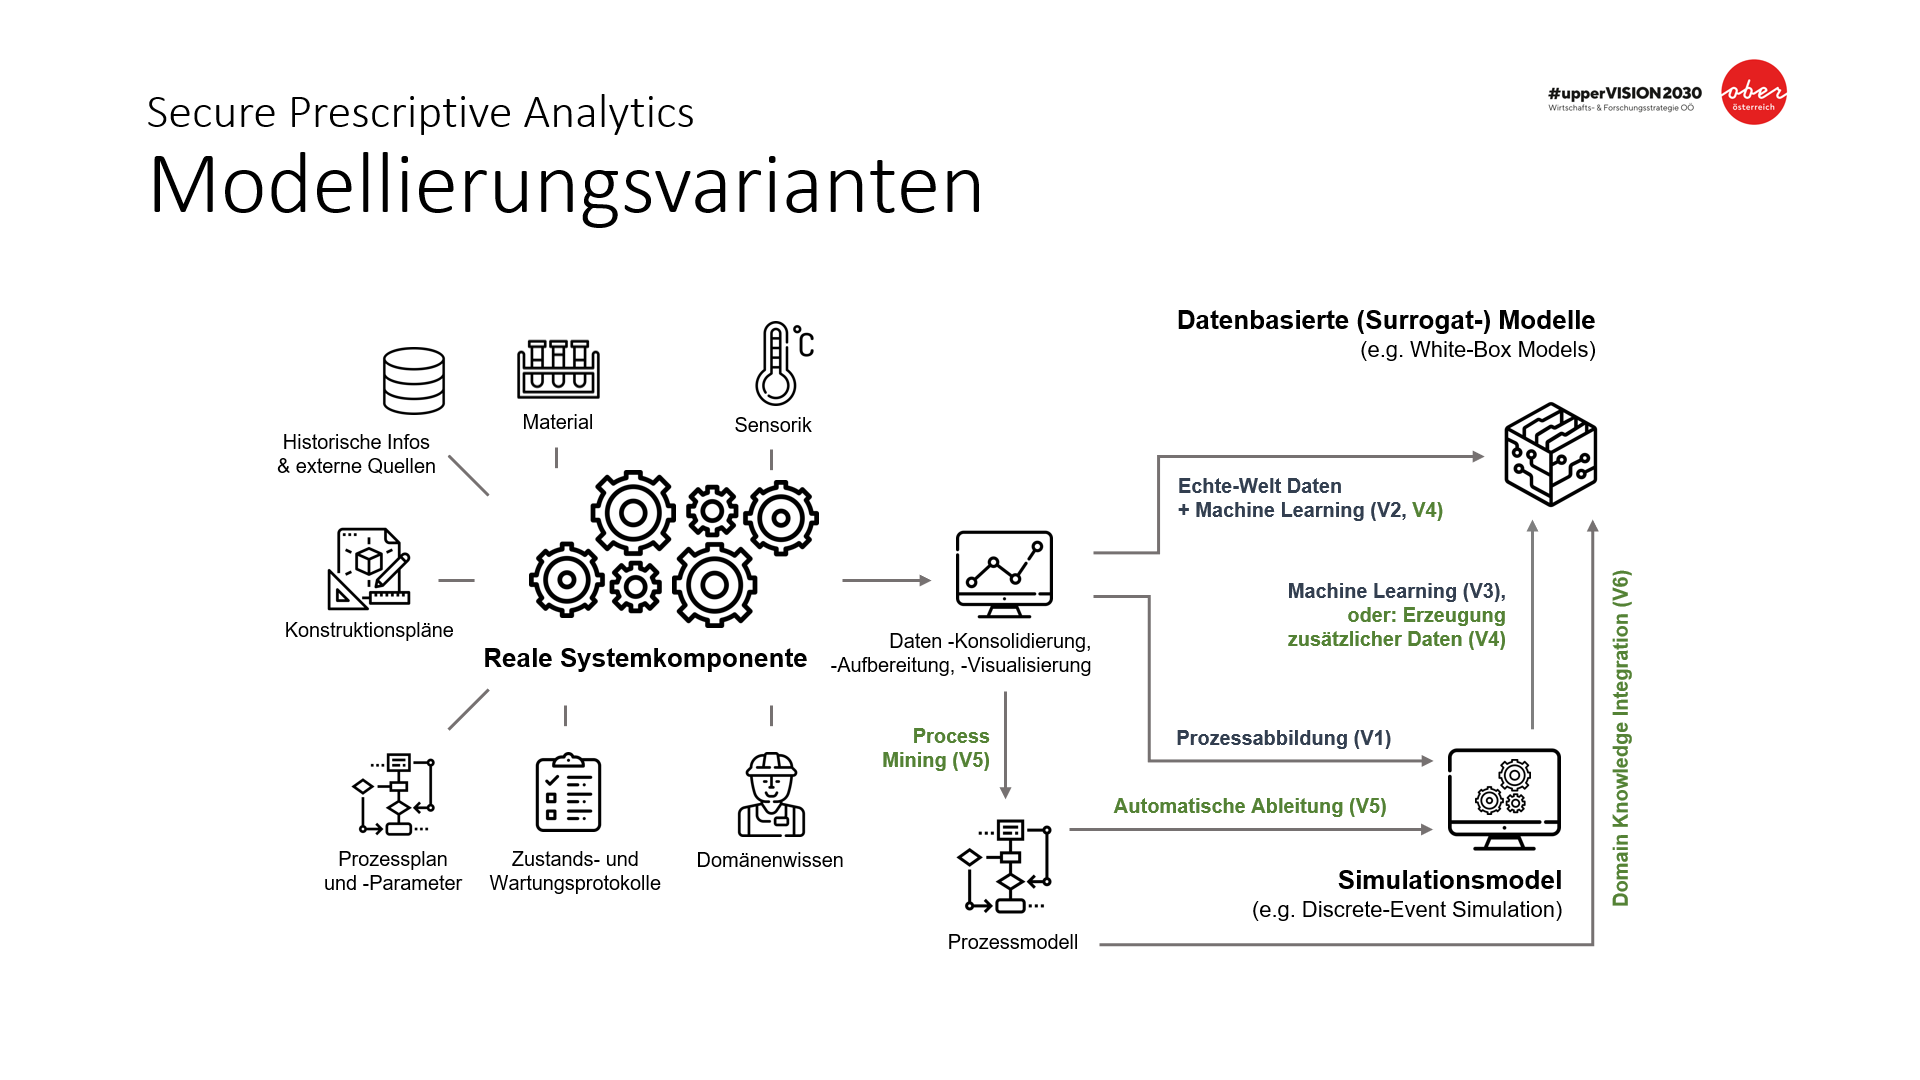 #upperVISION2030
Wirtschafts- & Forschungsstrategie OÖ
ober
österreich
Secure Prescriptive Analytics
Modellierungsvarianten
Datenbasierte (Surrogat-) Modelle
(e.g. White-Box Models)
°C
Material
Sensorik
Historische Infos
& externe Quellen
Echte-Welt Daten
+ Machine Learning (V2, V4)
Konstruktionspläne
Reale Systemkomponente
Daten -Konsolidierung,
-Aufbereitung, -Visualisierung
Machine Learning (V3),
oder: Erzeugung
zusätzlicher Daten (V4)
Domain Knowledge Integration (V6)
Process
Mining (V5)
Prozessabbildung (V1)
Automatische Ableitung (V5)
Prozessplan
und -Parameter
Zustands- und
Wartungsprotokolle
Domänenwissen
Simulationsmodel
(e.g. Discrete-Event Simulation)
Prozessmodell